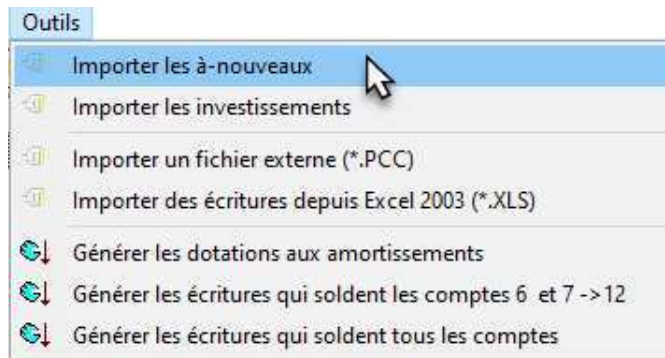 Outils
Importer les à-nouveaux
Importer les investissements
Importer un fichier externe (*.PCC)
Importer des écritures depuis Excel 2003 (*.XLS)
Générer les dotations aux amortissements
Générer les écritures qui soldent les comptes 6 et 7 ->12
Générer les écritures qui soldent tous les comptes